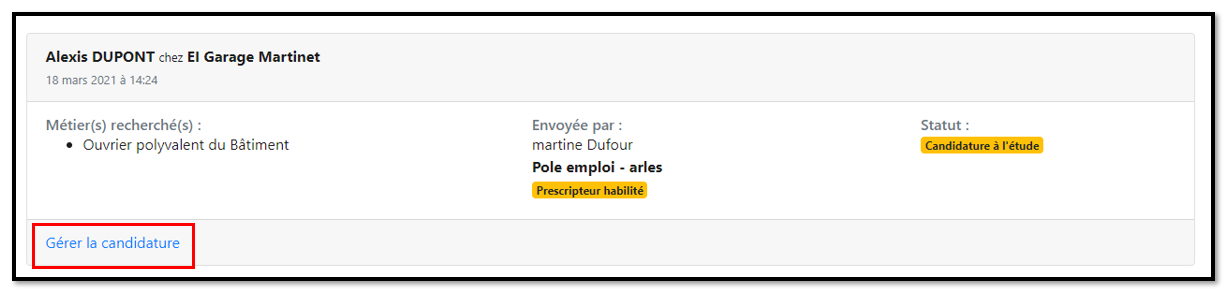 Alexis DUPONT chez EI Garage Martinet
18 mars 2021 à 14:24
Métier(s) recherché(s) :
Ouvrier polyvalent du Bâtiment
Envoyée par :
martine Dufour
Pole emploi - arles
Prescripteur habilité
Statut :
Candidature à l'étude
Gérer la candidature